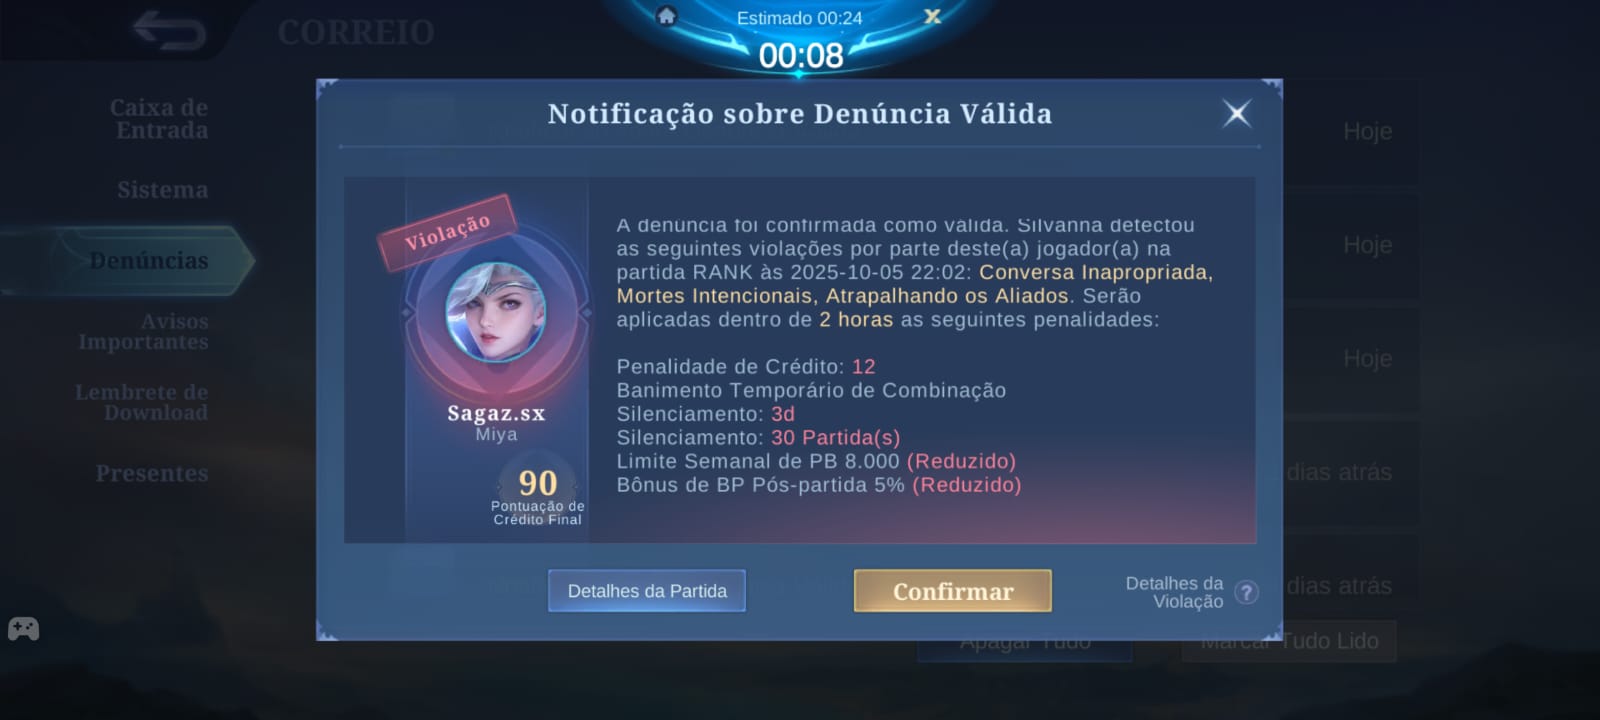 CORREIO
Estimado 00:24
00:08
Caixa de
Entrada
Sistema
Denúncias
Avisos
Importantes
Lembrete de
Download
Presentes
Notificação sobre Denúncia Válida
Violação
Sagaz.sx
Miya
90
Pontuação de
Crédito Final
A denúncia foi confirmada como válida. Silvanna detectou
as seguintes violações por parte deste(a) jogador(a) na
partida RANK às 2025-10-05 22:02: Conversa Inapropriada,
Mortes Intencionais, Atrapalhando os Aliados. Serão
aplicadas dentro de 2 horas as seguintes penalidades:
Penalidade de Crédito: 12
Banimento Temporário de Combinação
Silenciamento: 3d
Silenciamento: 30 Partida(s)
Limite Semanal de PB 8.000 (Reduzido)
Bônus de BP Pós-partida 5% (Reduzido)
Detalhes da Partida
Confirmar
Detalhes da
Violação
?
Hoje
Hoje
Hoje
dias atrás
dias atrás
Apagar Tudo
Marcar Tudo Lido